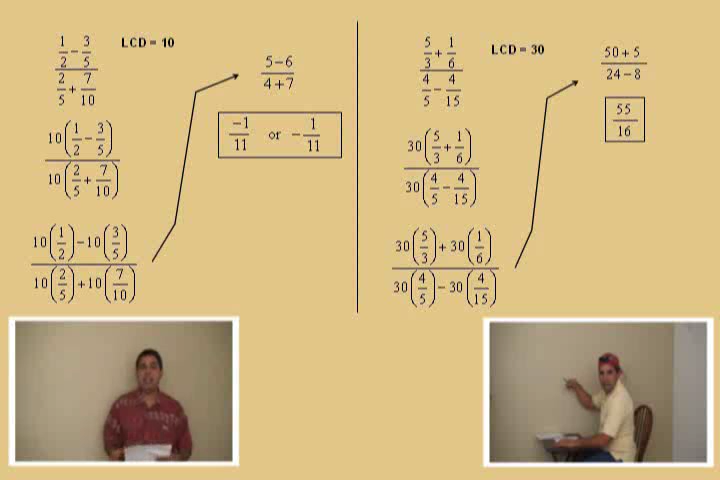 1/2 − 3/5
LCD = 10
2/5 + 7/10
10(1/2 − 3/5)
10(2/5 + 7/10)
10(1/2) − 10(3/5)
10(2/5) + 10(7/10)
5 − 6
4 + 7
−1/11 or − 1/11
5/3 + 1/6
LCD = 30
4/5 − 4/15
30(5/3 + 1/6)
30(4/5 − 4/15)
30(5/3) + 30(1/6)
30(4/5) − 30(4/15)
50 + 5
24 − 8
55
16